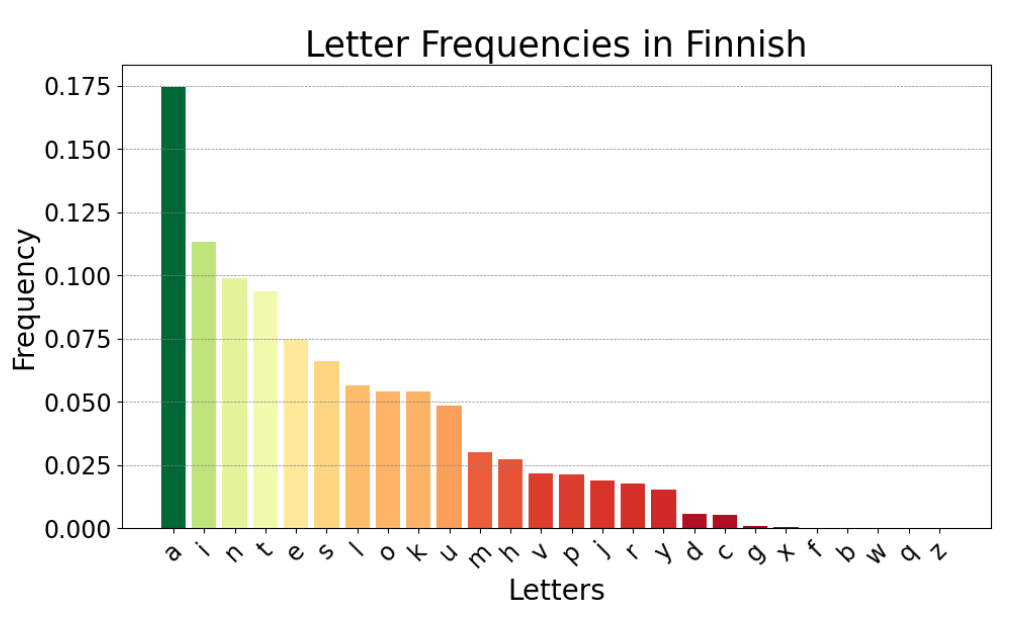 Letter Frequencies in Finnish
Frequency
0.175
0.150
0.125
0.100
0.075
0.050
0.025
0.000
a i n t e s l o k u m h v p j r y d c g x f b w q z
Letters